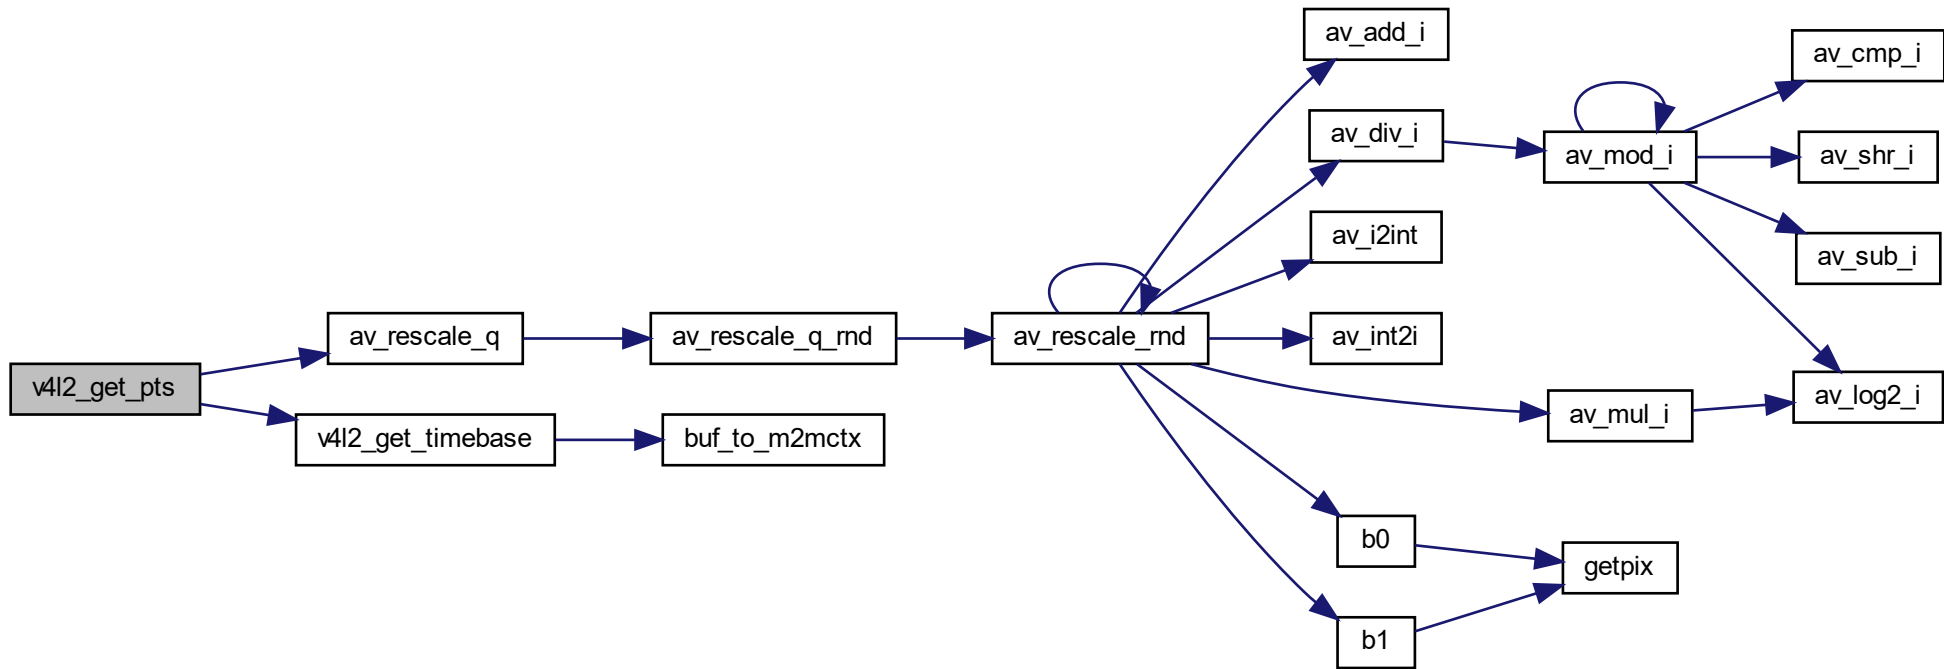 av_add_i
av_cmp_i
av_div_i
av_mod_i
av_shr_i
av_i2int
av_sub_i
av_rescale_q
av_rescale_q_rnd
av_rescale_rnd
av_int2i
v4l2_get_pts
av_log2_i
av_mul_i
v4l2_get_timebase
buf_to_m2mctx
b0
getpix
b1